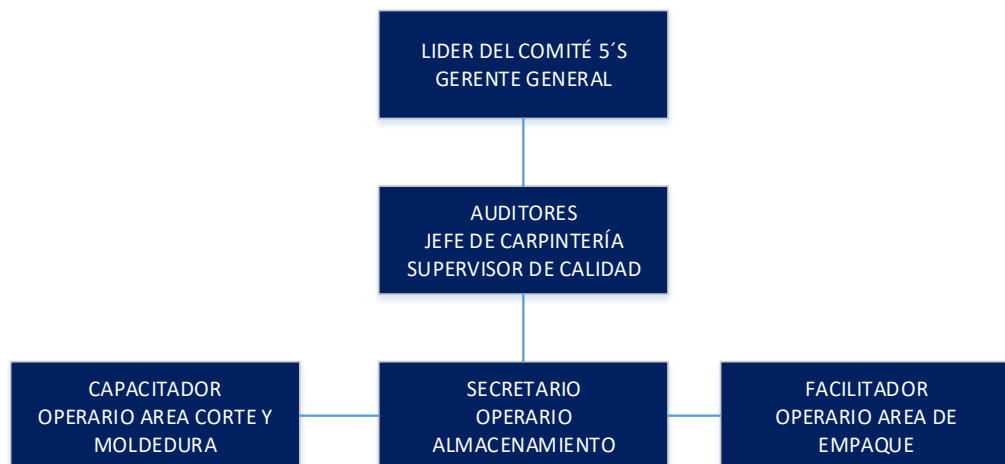 LIDER DEL COMITÉ 5´S
GERENTE GENERAL
AUDITORES
JEFE DE CARPINTERÍA
SUPERVISOR DE CALIDAD
CAPACITADOR
OPERARIO AREA CORTE Y
MOLDEDURA
SECRETARIO
OPERARIO
ALMACENAMIENTO
FACILITADOR
OPERARIO AREA DE
EMPAQUE